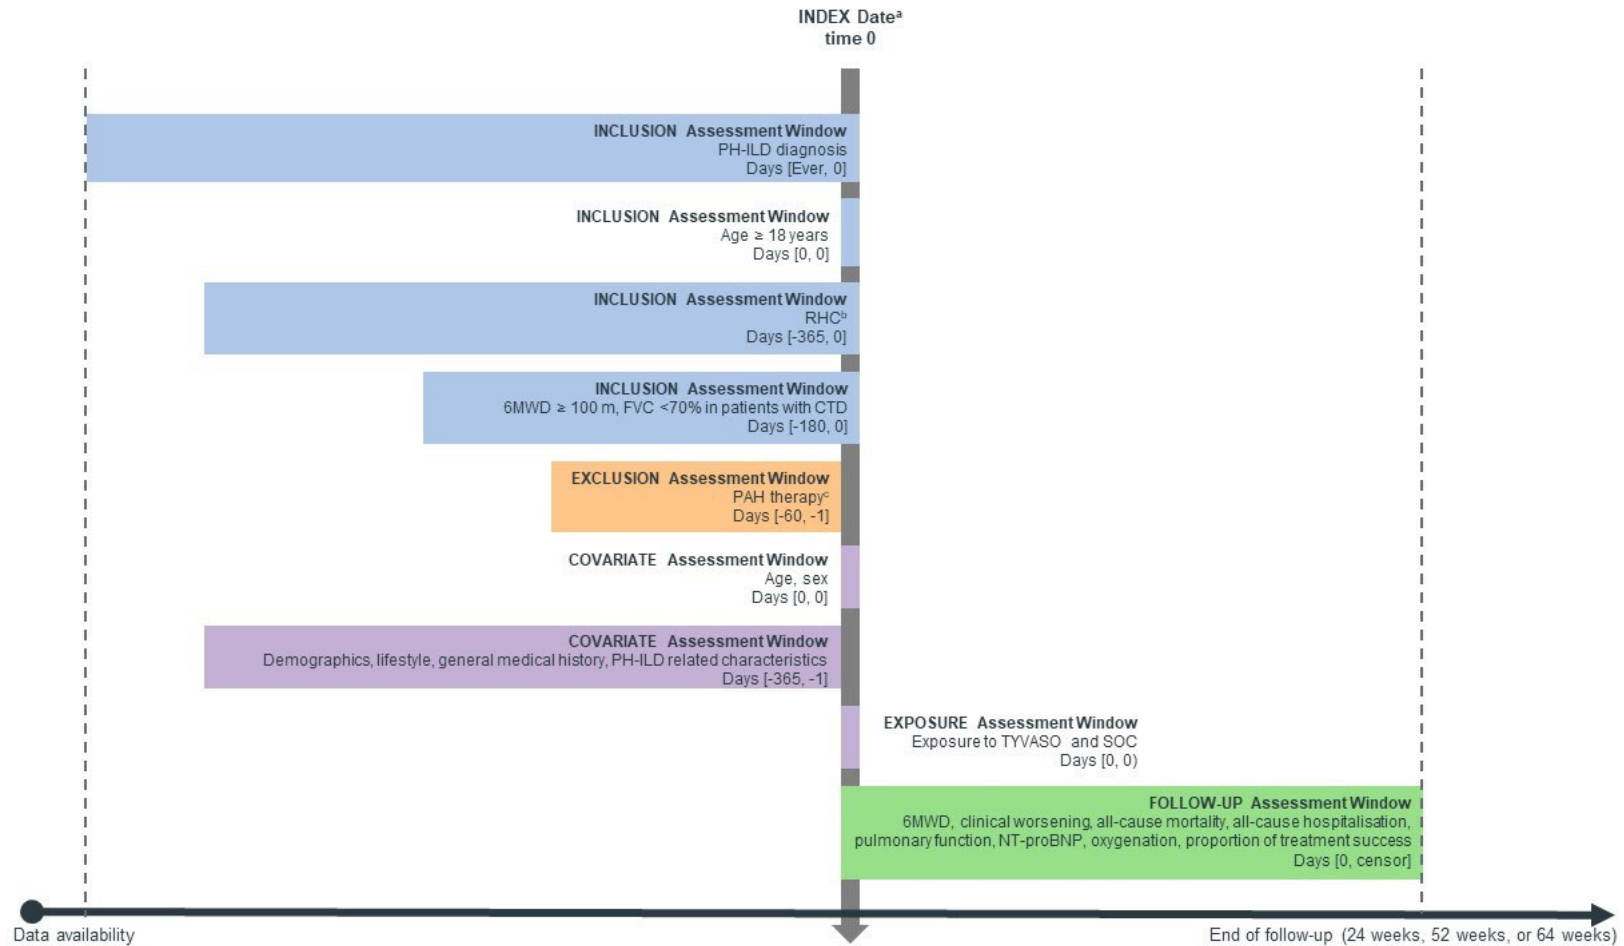 INDEX Dateᵃ
time 0
INCLUSION Assessment Window
PH-ILD diagnosis
Days [Ever, 0]
INCLUSION Assessment Window
Age ≥ 18 years
Days [0, 0]
INCLUSION Assessment Window
RHCᵇ
Days [-365, 0]
INCLUSION Assessment Window
6MWD ≥ 100 m, FVC <70% in patients with CTD
Days [-180, 0]
EXCLUSION Assessment Window
PAH therapyᶜ
Days [-60, -1]
COVARIATE Assessment Window
Age, sex
Days [0, 0]
COVARIATE Assessment Window
Demographics, lifestyle, general medical history, PH-ILD related characteristics
Days [-365, -1]
EXPOSURE Assessment Window
Exposure to TYVASO and SOC
Days [0, 0)
FOLLOW-UP Assessment Window
6MWD, clinical worsening, all-cause mortality, all-cause hospitalisation,
pulmonary function, NT-proBNP, oxygenation, proportion of treatment success
Days [0, censor]
Data availability
End of follow-up (24 weeks, 52 weeks, or 64 weeks)